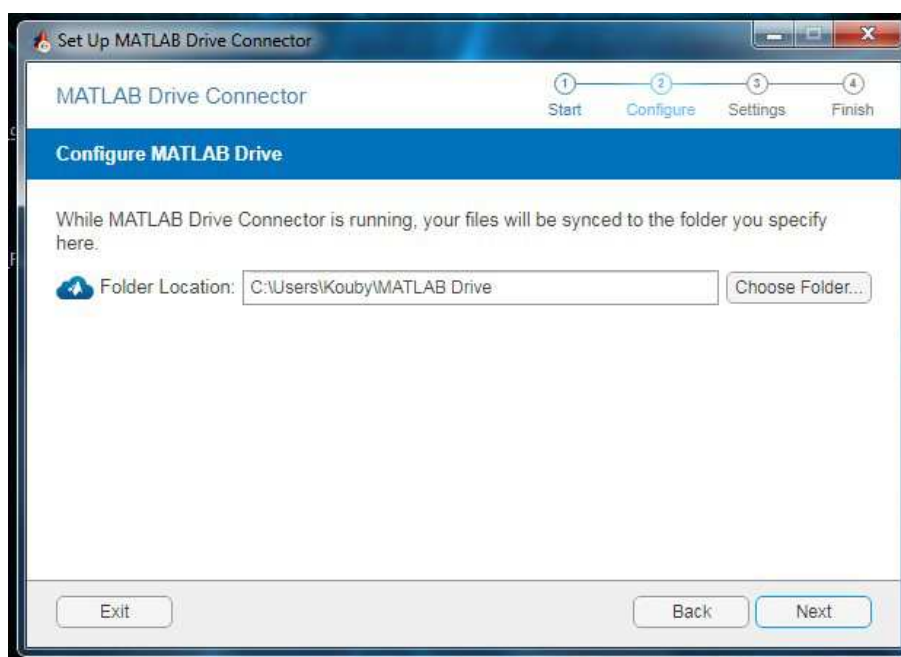 Set Up MATLAB Drive Connector
MATLAB Drive Connector
1 2 3 4
Start Configure Settings Finish
Configure MATLAB Drive
While MATLAB Drive Connector is running, your files will be synced to the folder you specify
here.
Folder Location: C:\Users\Kouby\MATLAB Drive Choose Folder...
Exit Back Next